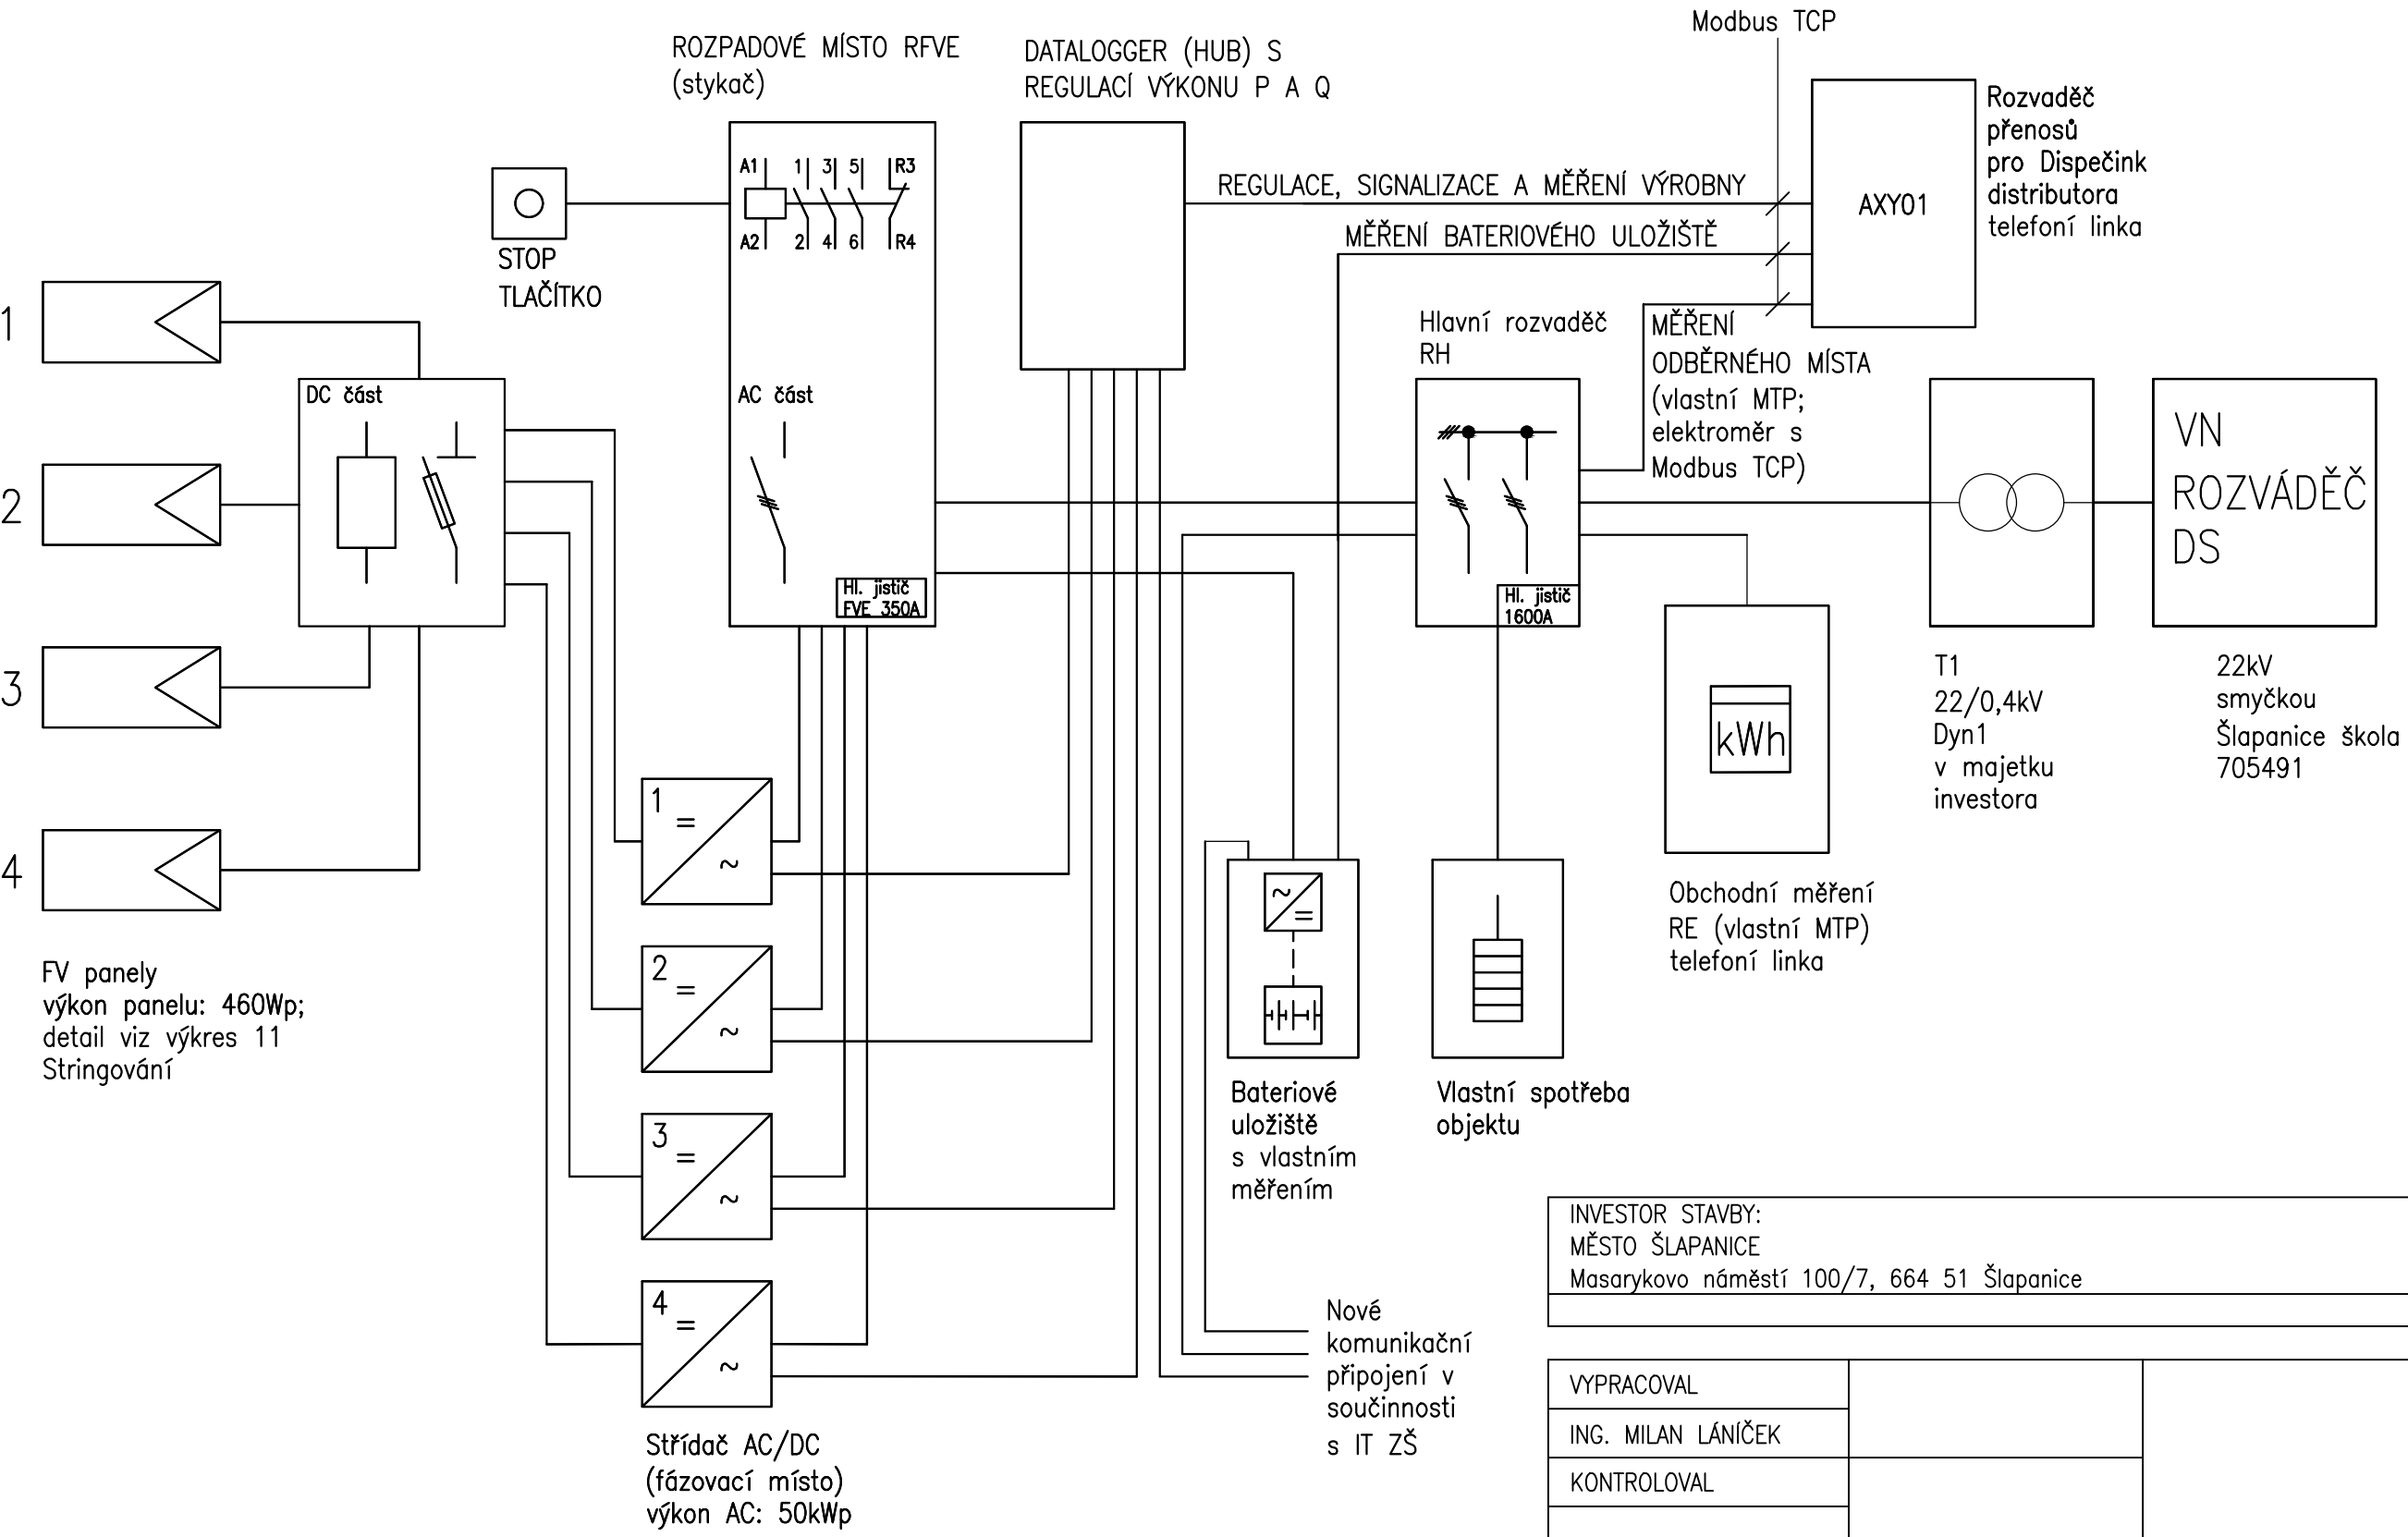 Modbus TCP
ROZPADOVÉ MÍSTO RFVE
(stykač)
DATALOGGER (HUB) S
REGULACÍ VÝKONU P A Q
Rozvaděč
přenosů
pro Dispečink
distributora
telefoní linka
AXY01
REGULACE, SIGNALIZACE A MĚŘENÍ VÝROBNY
MĚŘENÍ BATERIOVÉHO ULOŽIŠTĚ
A1 1 3 5 R3
A2 2 4 6 R4
STOP
TLAČÍTKO
1
2
3
4
DC část
AC část
Hl. jistič
FVE 350A
Hlavní rozvaděč
RH
MĚŘENÍ
ODBĚRNÉHO MÍSTA
(vlastní MTP;
elektroměr s
Modbus TCP)
Hl. jistič
1600A
VN
ROZVÁDĚČ
DS
T1
22/0,4kV
Dyn1
v majetku
investora
22kV
smyčkou
Šlapanice škola
705491
kWh
Obchodní měření
RE (vlastní MTP)
telefoní linka
1
=
~
2
=
~
3
=
~
4
=
~
~
=
FV panely
výkon panelu: 460Wp;
detail viz výkres 11
Stringování
Bateriové
uložiště
s vlastním
měřením
Vlastní spotřeba
objektu
Nové
komunikační
připojení v
součinnosti
s IT ZŠ
Střídač AC/DC
(fázovací místo)
výkon AC: 50kWp
INVESTOR STAVBY:
MĚSTO ŠLAPANICE
Masarykovo náměstí 100/7, 664 51 Šlapanice
VYPRACOVAL
ING. MILAN LÁNÍČEK
KONTROLOVAL